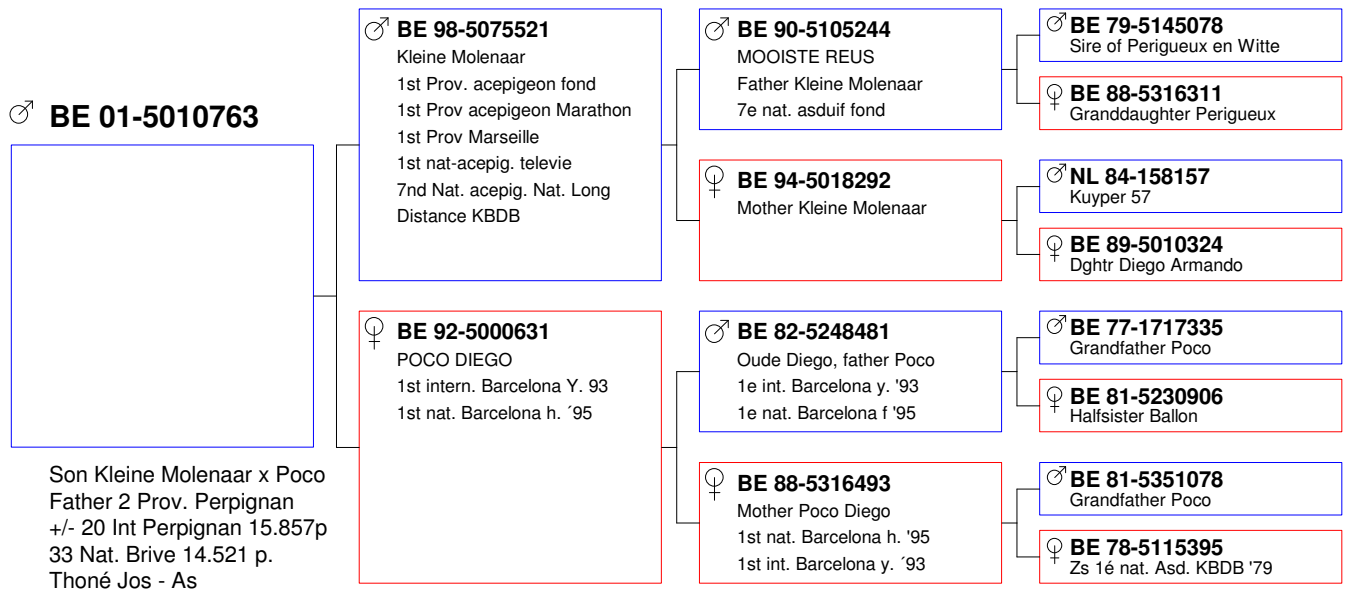 BE 01-5010763
Son Kleine Molenaar x Poco
Father 2 Prov. Perpignan
+/- 20 Int Perpignan 15.857p
33 Nat. Brive 14.521 p.
Thoné Jos - As
BE 98-5075521
Kleine Molenaar
1st Prov. acepigeon fond
1st Prov acepigeon Marathon
1st Prov Marseille
1st nat-acepig. televie
7nd Nat. acepig. Nat. Long
Distance KBDB
BE 92-5000631
POCO DIEGO
1st intern. Barcelona Y. 93
1st nat. Barcelona h. ´95
BE 90-5105244
MOOISTE REUS
Father Kleine Molenaar
7e nat. asduif fond
BE 94-5018292
Mother Kleine Molenaar
BE 82-5248481
Oude Diego, father Poco
1e int. Barcelona y. '93
1e nat. Barcelona f '95
BE 88-5316493
Mother Poco Diego
1st nat. Barcelona h. '95
1st int. Barcelona y. ´93
BE 79-5145078
Sire of Perigueux en Witte
BE 88-5316311
Granddaughter Perigueux
NL 84-158157
Kuyper 57
BE 89-5010324
Dghtr Diego Armando
BE 77-1717335
Grandfather Poco
BE 81-5230906
Halfsister Ballon
BE 81-5351078
Grandfather Poco
BE 78-5115395
Zs 1é nat. Asd. KBDB '79